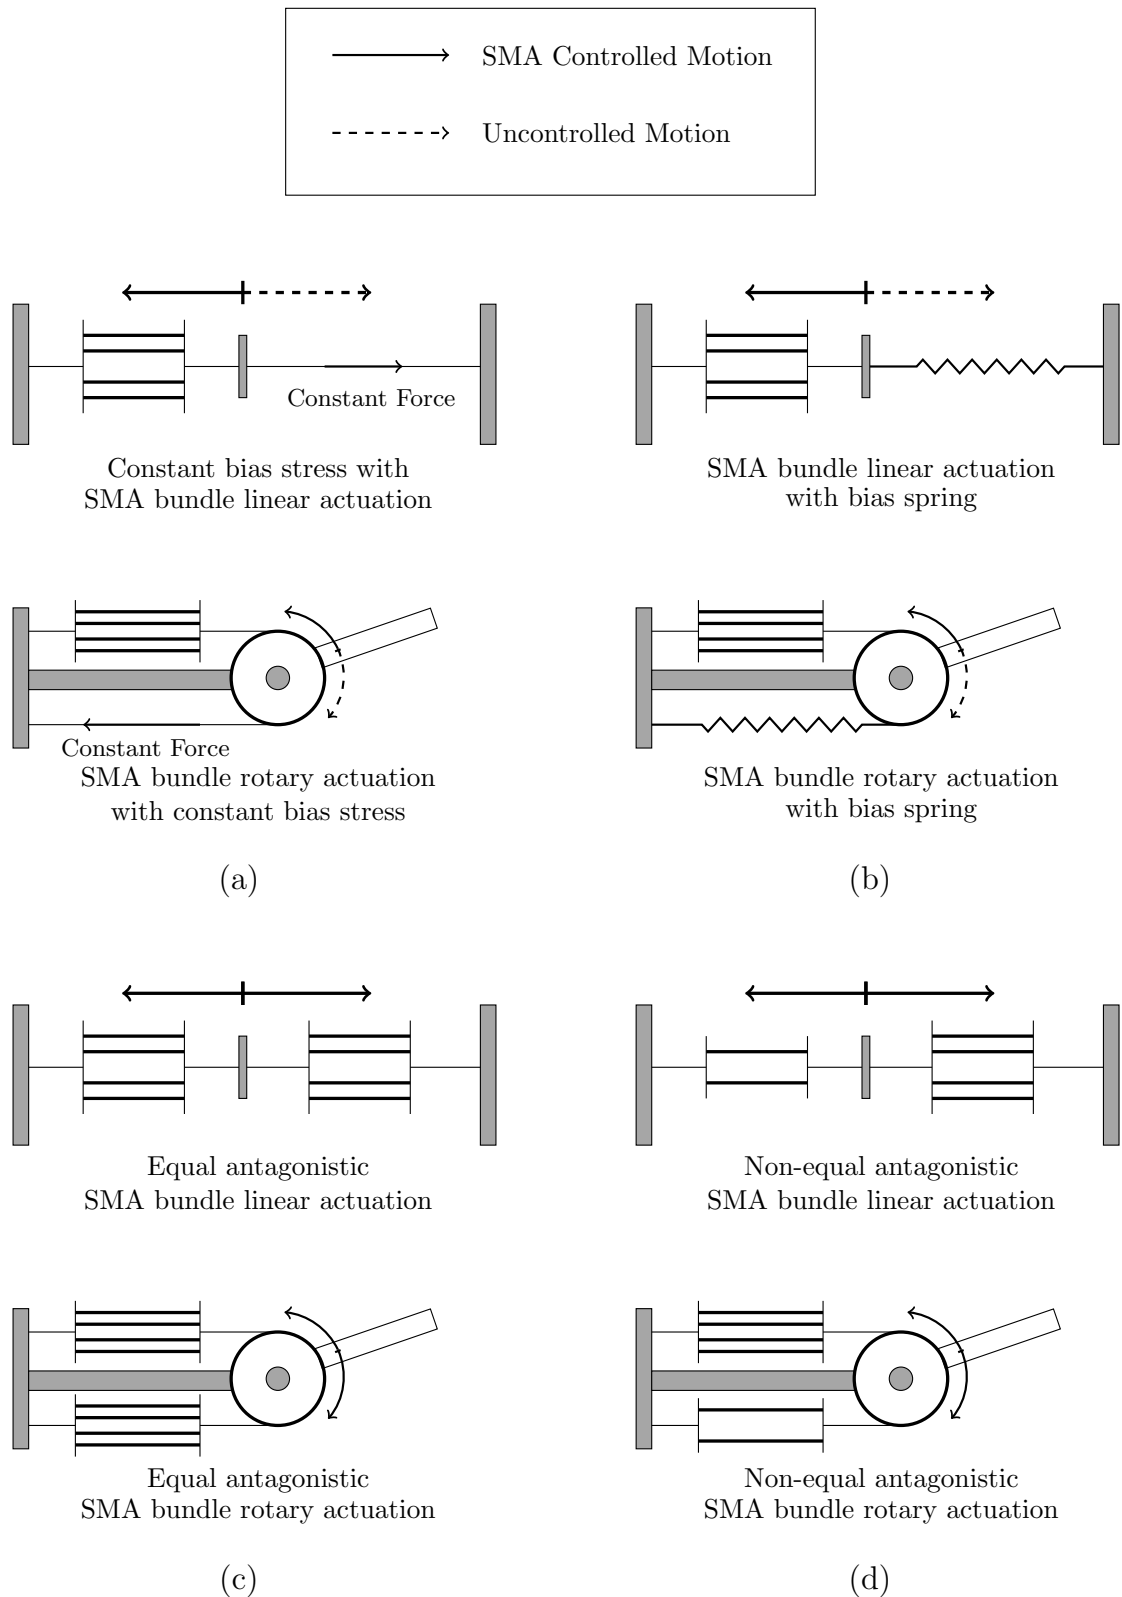 SMA Controlled Motion
Uncontrolled Motion
Constant Force
Constant bias stress with
SMA bundle linear actuation
SMA bundle linear actuation
with bias spring
Constant Force
SMA bundle rotary actuation
with constant bias stress
SMA bundle rotary actuation
with bias spring
(a)
(b)
Equal antagonistic
SMA bundle linear actuation
Non-equal antagonistic
SMA bundle linear actuation
Equal antagonistic
SMA bundle rotary actuation
Non-equal antagonistic
SMA bundle rotary actuation
(c)
(d)